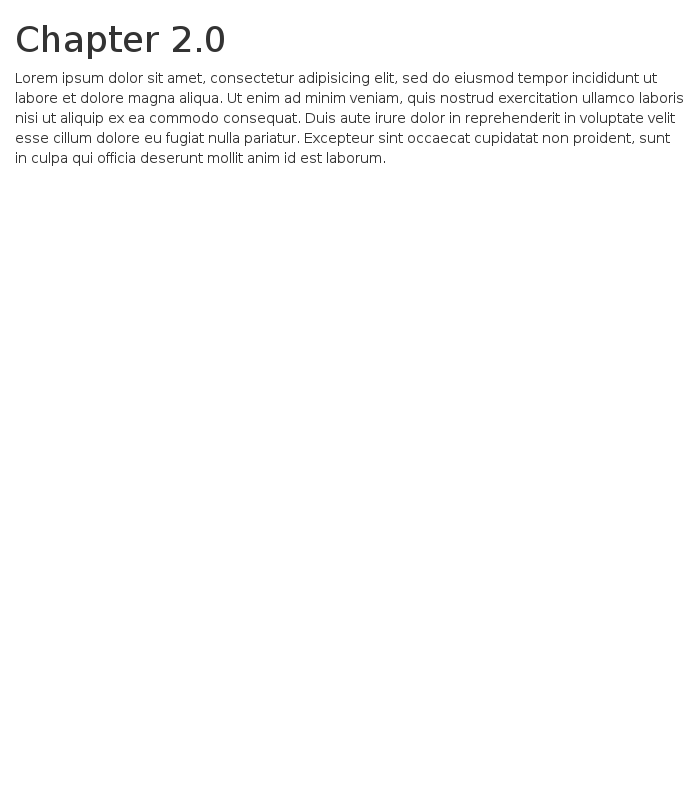 Chapter 2.0
Lorem ipsum dolor sit amet, consectetur adipisicing elit, sed do eiusmod tempor incididunt ut
labore et dolore magna aliqua. Ut enim ad minim veniam, quis nostrud exercitation ullamco laboris
nisi ut aliquip ex ea commodo consequat. Duis aute irure dolor in reprehenderit in voluptate velit
esse cillum dolore eu fugiat nulla pariatur. Excepteur sint occaecat cupidatat non proident, sunt
in culpa qui officia deserunt mollit anim id est laborum.